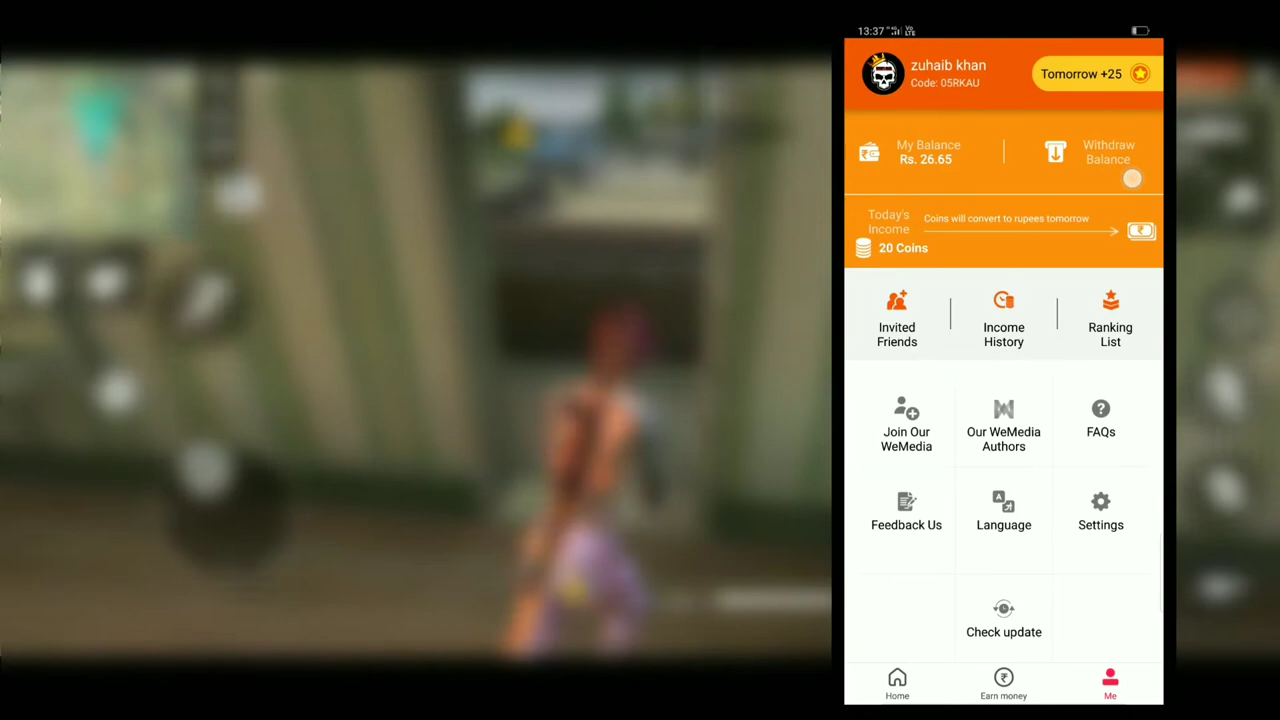 13:37
zuhaib khan
Code: 05RKAU
Tomorrow +25
My Balance
Rs. 26.65
Withdraw
Balance
Today's
Income
Coins will convert to rupees tomorrow
20 Coins
Invited
Friends
Income
History
Ranking
List
Join Our
WeMedia
Our WeMedia
Authors
FAQs
Feedback Us
Language
Settings
Check update
Home
Earn money
Me